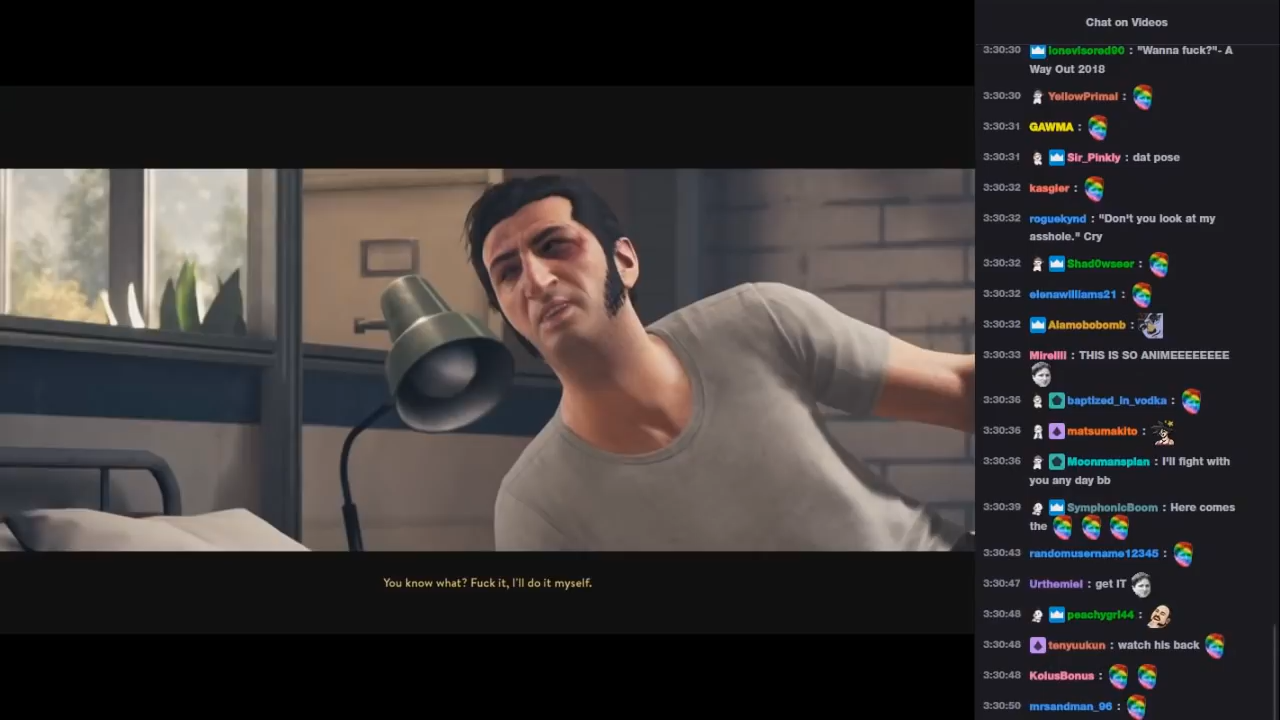 Chat on Videos
3:30:30 lonevisored90 : "Wanna fuck?"- A
Way Out 2018
3:30:30 YellowPrimal :
3:30:31 GAWMA :
3:30:31 Sir_Pinkly : dat pose
3:30:32 kasgler :
3:30:32 roguekynd : "Don't you look at my
asshole." Cry
3:30:32 Shad0wseer :
3:30:32 elenawilliams21 :
3:30:32 Alamobobomb :
3:30:33 Mirellll : THIS IS SO ANIMEEEEEEEE
3:30:36 baptized_in_vodka :
3:30:36 matsumakito :
3:30:36 Moonmansplan : I'll fight with
you any day bb
3:30:39 SymphonicBoom : Here comes
the
3:30:43 randomusername12345 :
3:30:47 Urthemiel : get IT
3:30:48 peachygrl44 :
3:30:48 tenyuukun : watch his back
3:30:48 KolusBonus :
3:30:50 mrsandman_96 :
You know what? Fuck it, I'll do it myself.